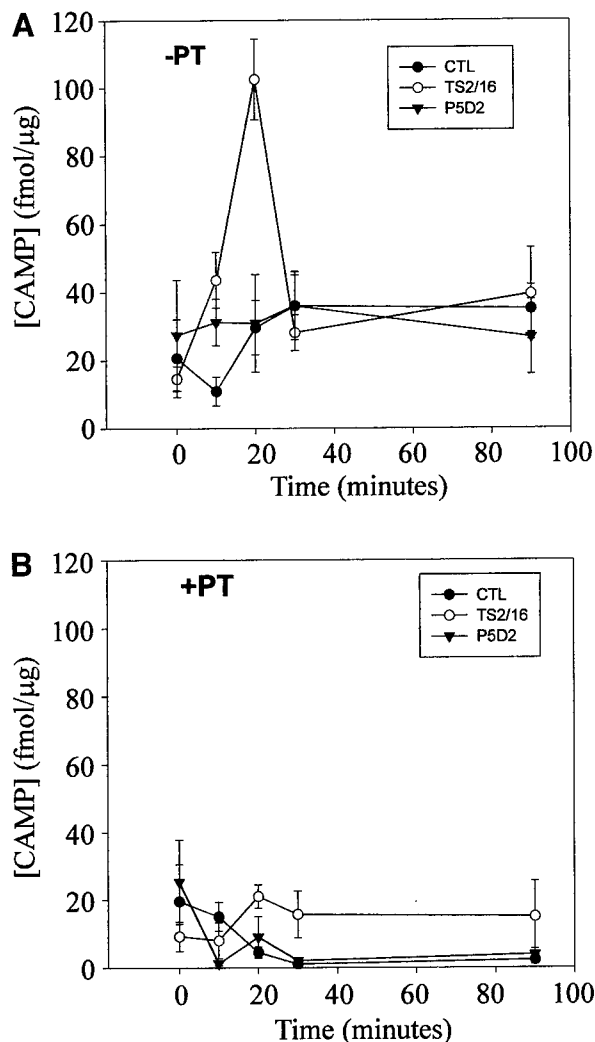 A
-PT
CTL
TS2/16
P5D2
[CAMP] (fmol/µg)
120
100
80
60
40
20
0
0 20 40 60 80 100
Time (minutes)
B
+PT
CTL
TS2/16
P5D2
[CAMP] (fmol/µg)
120
100
80
60
40
20
0
0 20 40 60 80 100
Time (minutes)